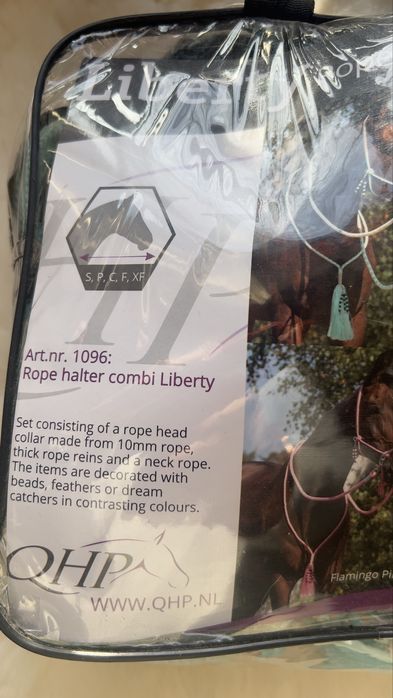 Liberty
S, P, C, F, XF
Art.nr. 1096:
Rope halter combi Liberty
Set consisting of a rope head
collar made from 10mm rope,
thick rope reins and a neck rope.
The items are decorated with
beads, feathers or dream
catchers in contrasting colours.
QHP
WWW.QHP.NL
Flamingo